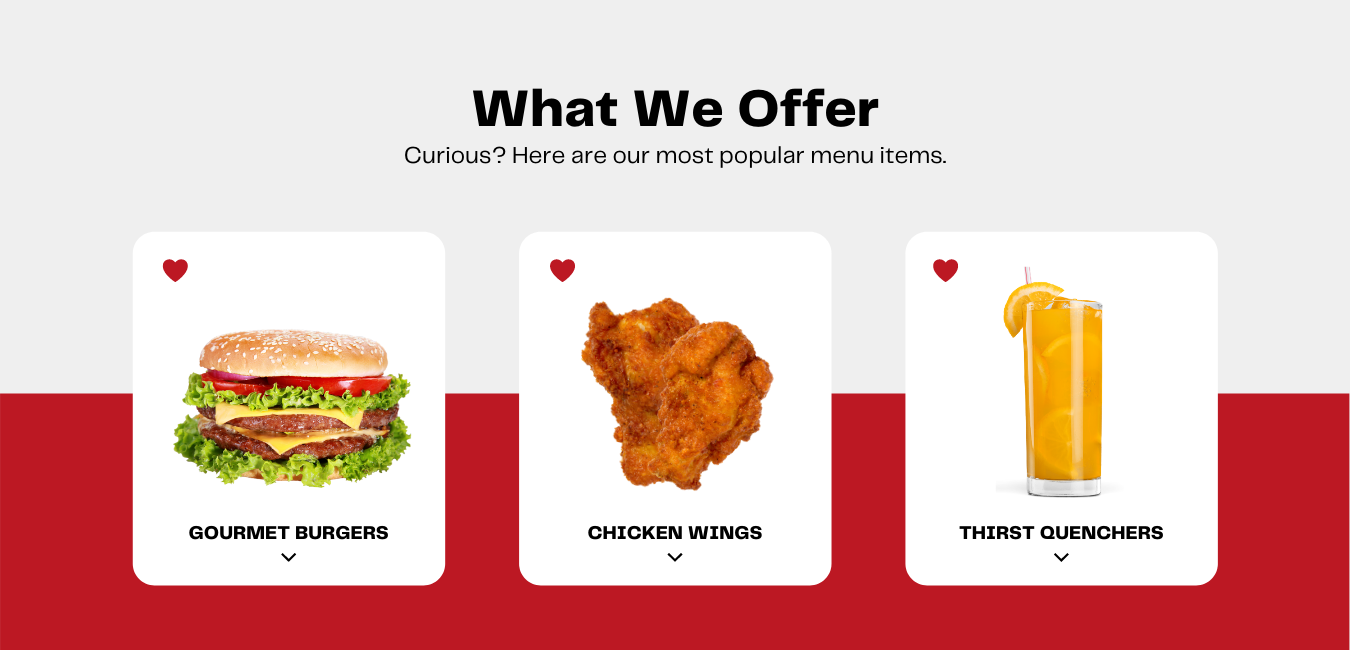 What We Offer
Curious? Here are our most popular menu items.
GOURMET BURGERS
CHICKEN WINGS
THIRST QUENCHERS